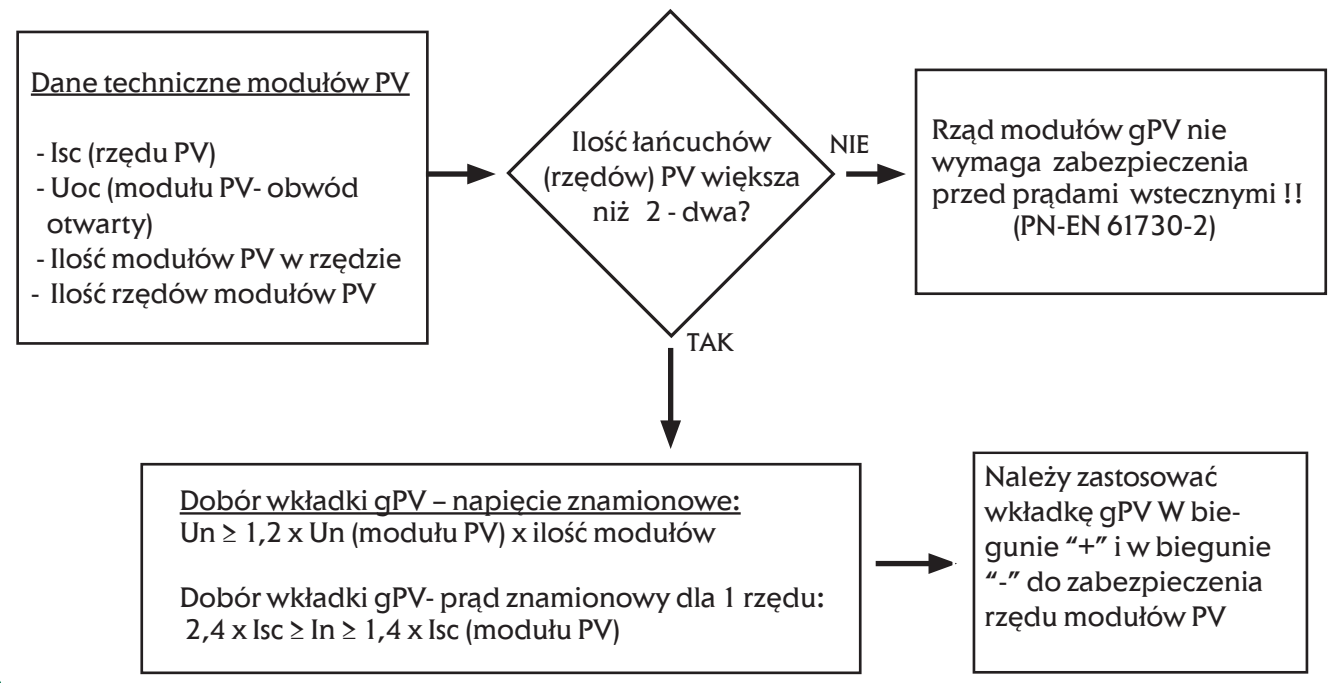 Dane techniczne modułów PV
- Isc (rzędu PV)
- Uoc (modułu PV- obwód
otwarty)
- Ilość modułów PV w rzędzie
- Ilość rzędów modułów PV
Ilość łańcuchów
(rzędów) PV większa
niż 2 - dwa?
NIE
Rząd modułów gPV nie
wymaga zabezpieczenia
przed prądami wstecznymi !!
(PN-EN 61730-2)
TAK
Dobór wkładki gPV – napięcie znamionowe:
Un ≥ 1,2 x Un (modułu PV) x ilość modułów
Dobór wkładki gPV- prąd znamionowy dla 1 rzędu:
2,4 x Isc ≥ In ≥ 1,4 x Isc (modułu PV)
Należy zastosować
wkładkę gPV W bie-
gunie “+” i w biegunie
“-” do zabezpieczenia
rzędu modułów PV